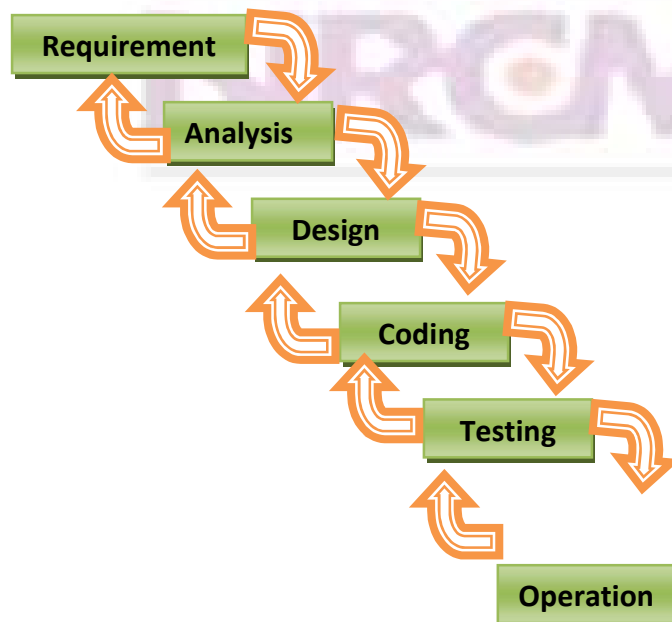 Requirement
Analysis
Design
Coding
Testing
Operation